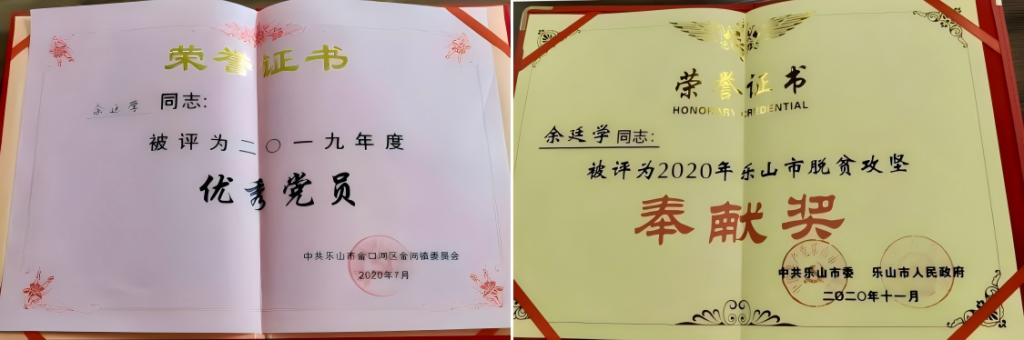 荣誉证书
余廷学 同志：
被评为二〇一九年度
优秀党员
中共乐山市金口河区金河镇委员会
2020年7月
荣誉证书
HONORARY CREDENTIAL
余廷学同志：
被评为2020年乐山市脱贫攻坚
奉献奖
中共乐山市委 乐山市人民政府
二〇二〇年十一月